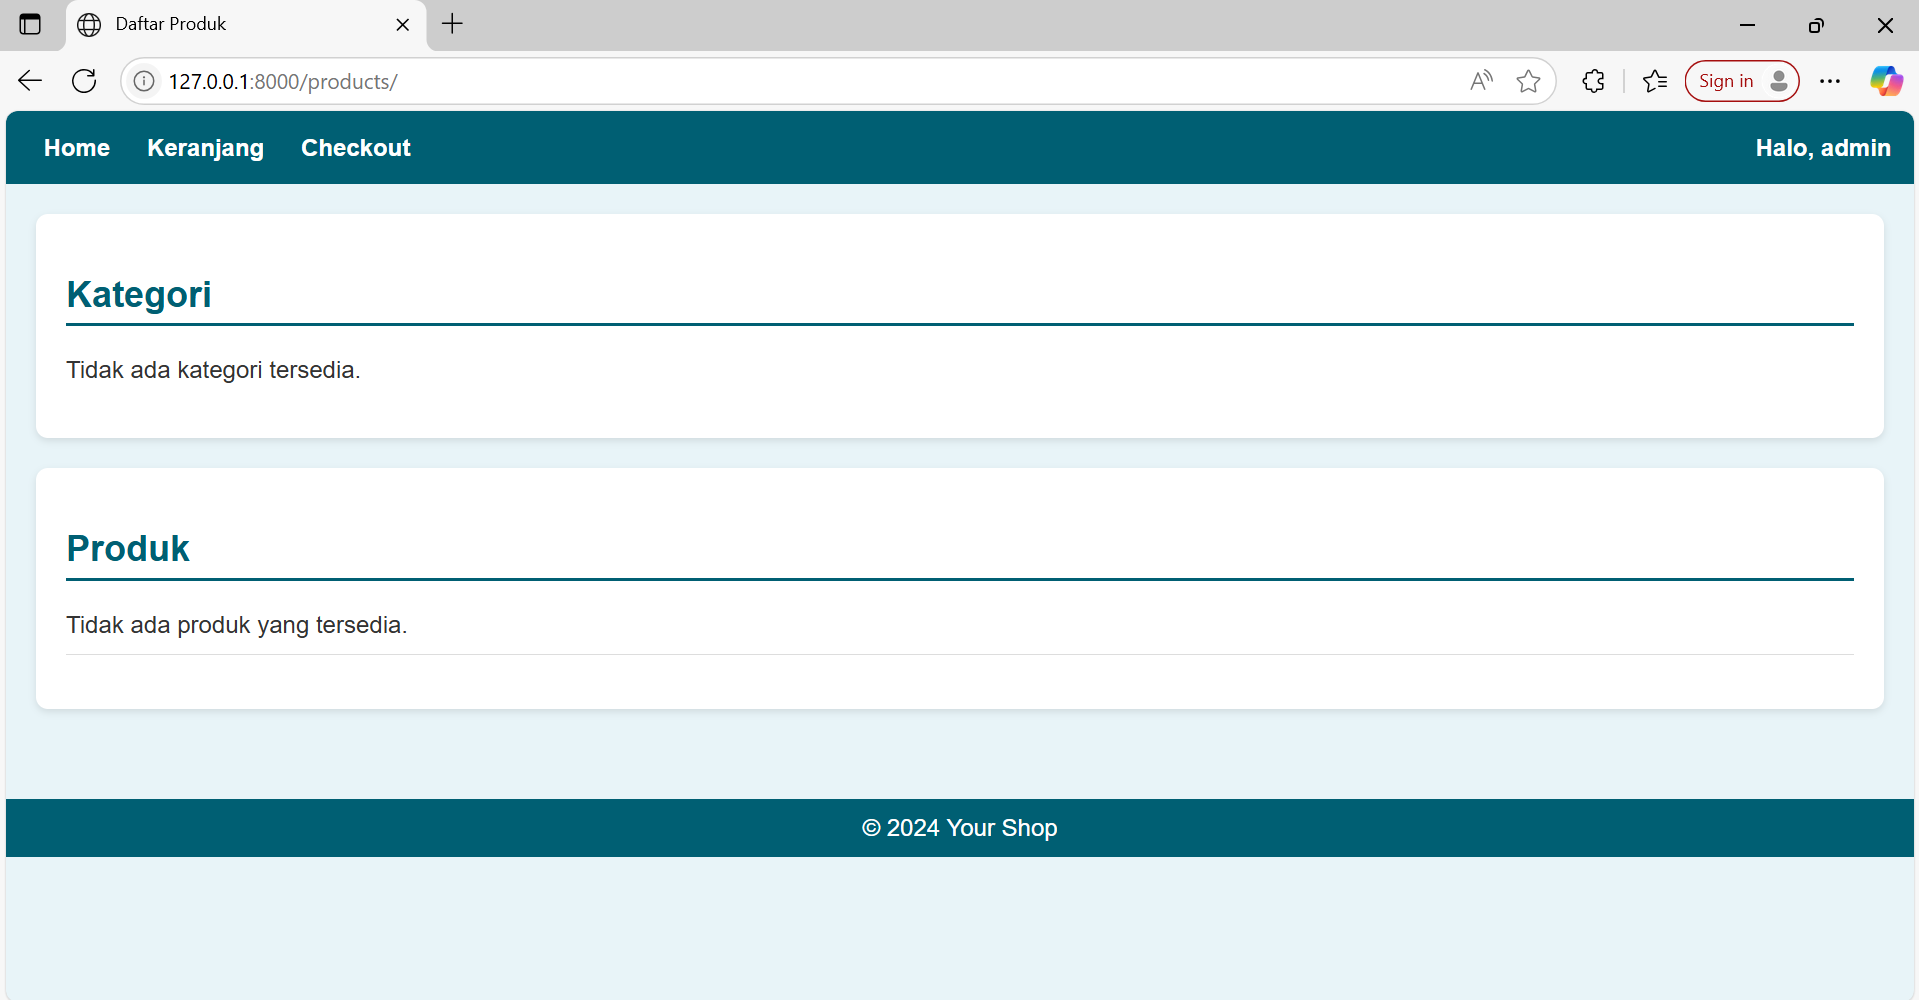 Daftar Produk
127.0.0.1:8000/products/
Sign in
Home Keranjang Checkout Halo, admin
Kategori
Tidak ada kategori tersedia.
Produk
Tidak ada produk yang tersedia.
© 2024 Your Shop